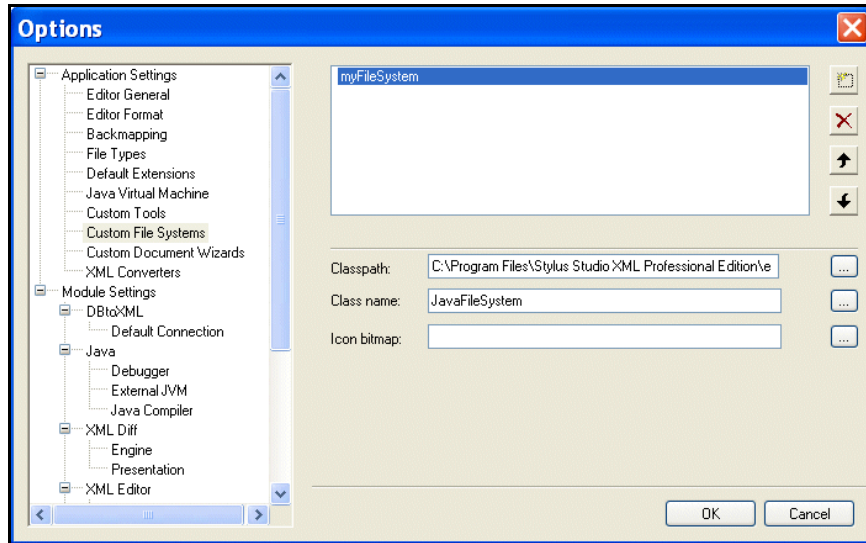 Options
Application Settings
Editor General
Editor Format
Backmapping
File Types
Default Extensions
Java Virtual Machine
Custom Tools
Custom File Systems
Custom Document Wizards
XML Converters
Module Settings
DBtoXML
Default Connection
Java
Debugger
External JVM
Java Compiler
XML Diff
Engine
Presentation
XML Editor
myFileSystem
Classpath: C:\Program Files\Stylus Studio XML Professional Edition\e ...
Class name: JavaFileSystem ...
Icon bitmap: ...
OK Cancel